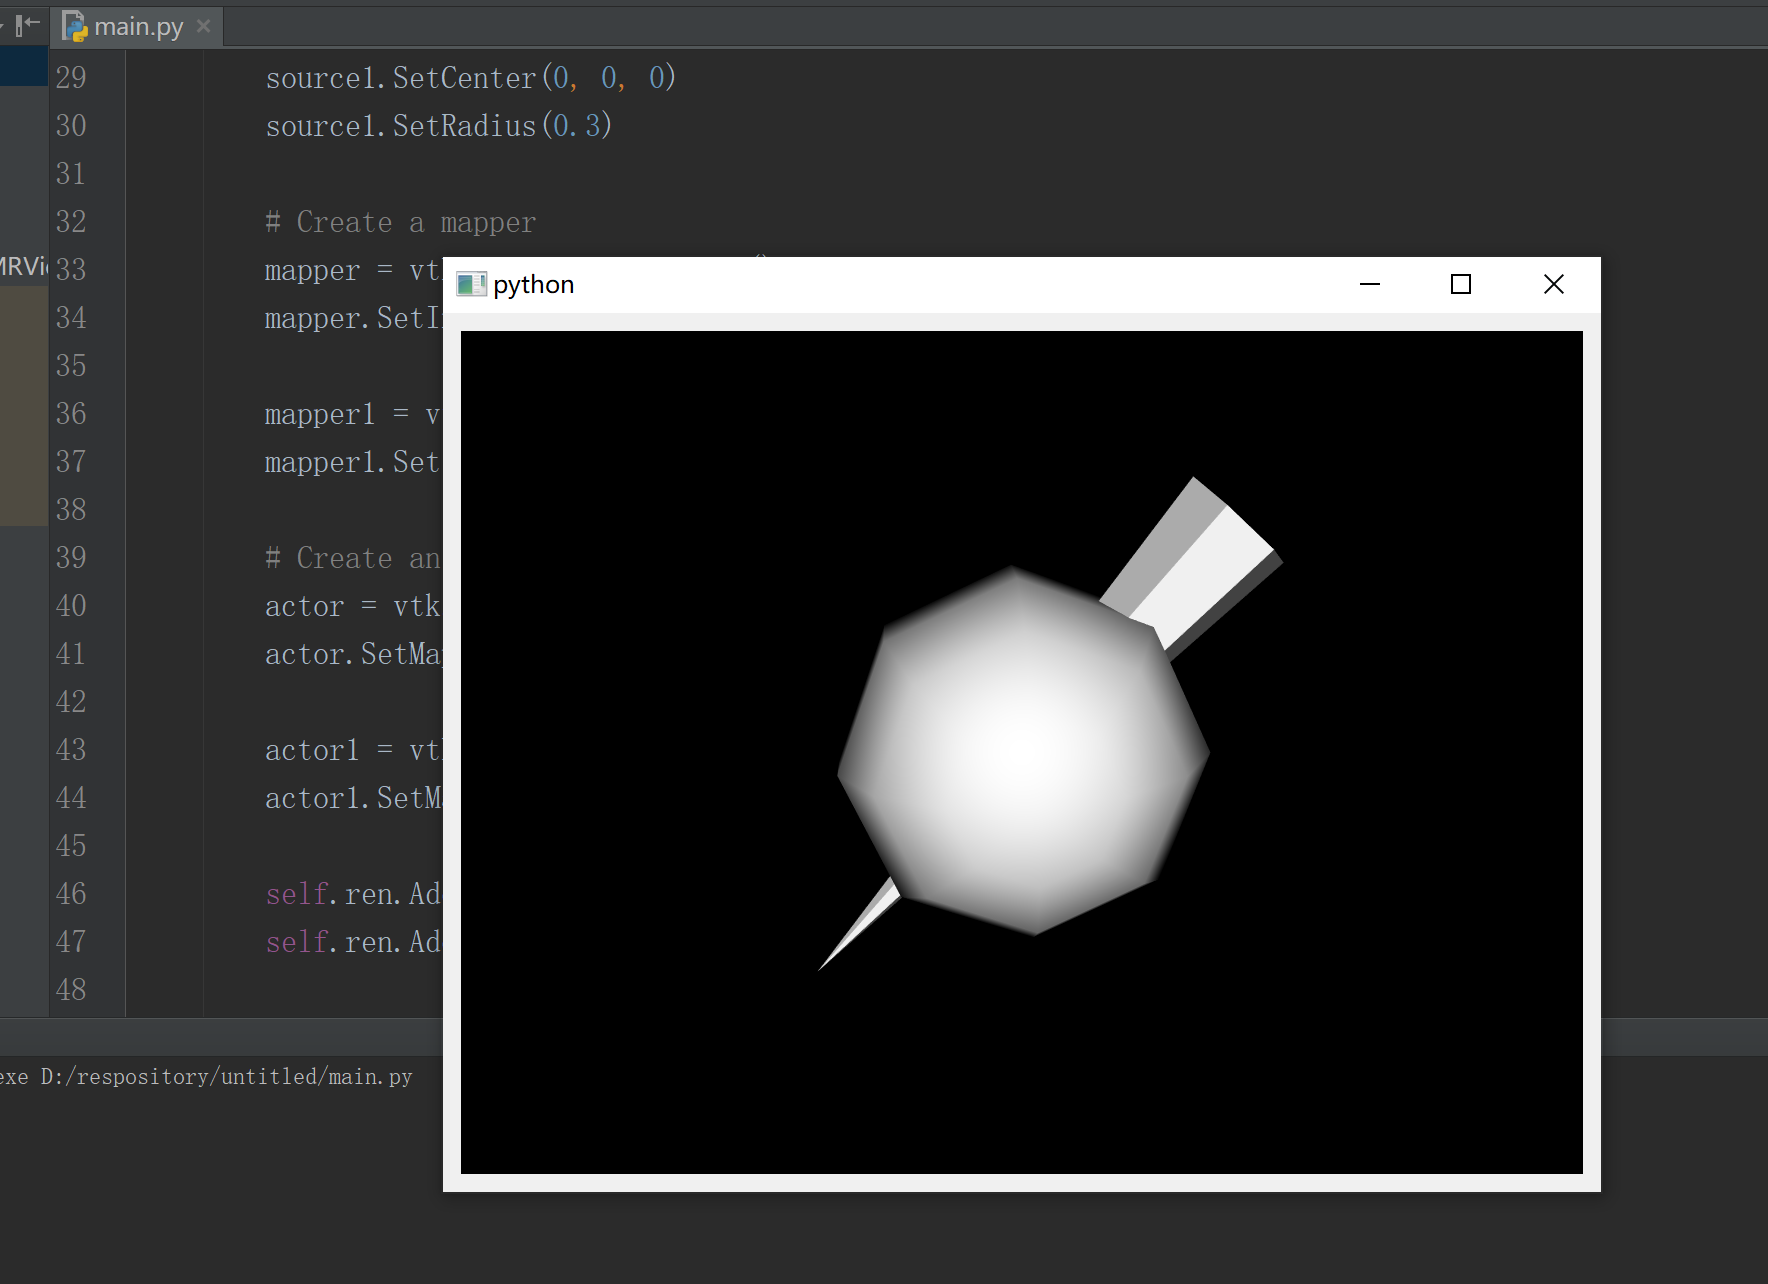 main.py
29 source1.SetCenter(0, 0, 0)
30 source1.SetRadius(0.3)
31
32 # Create a mapper
33 mapper = vt
34 mapper.SetI
35
36 mapper1 = v
37 mapper1.Set
38
39 # Create an
40 actor = vtk
41 actor.SetMa
42
43 actor1 = vt
44 actor1.SetM
45
46 self.ren.Ad
47 self.ren.Ad
48
MRVi
python
exe D:/respository/untitled/main.py